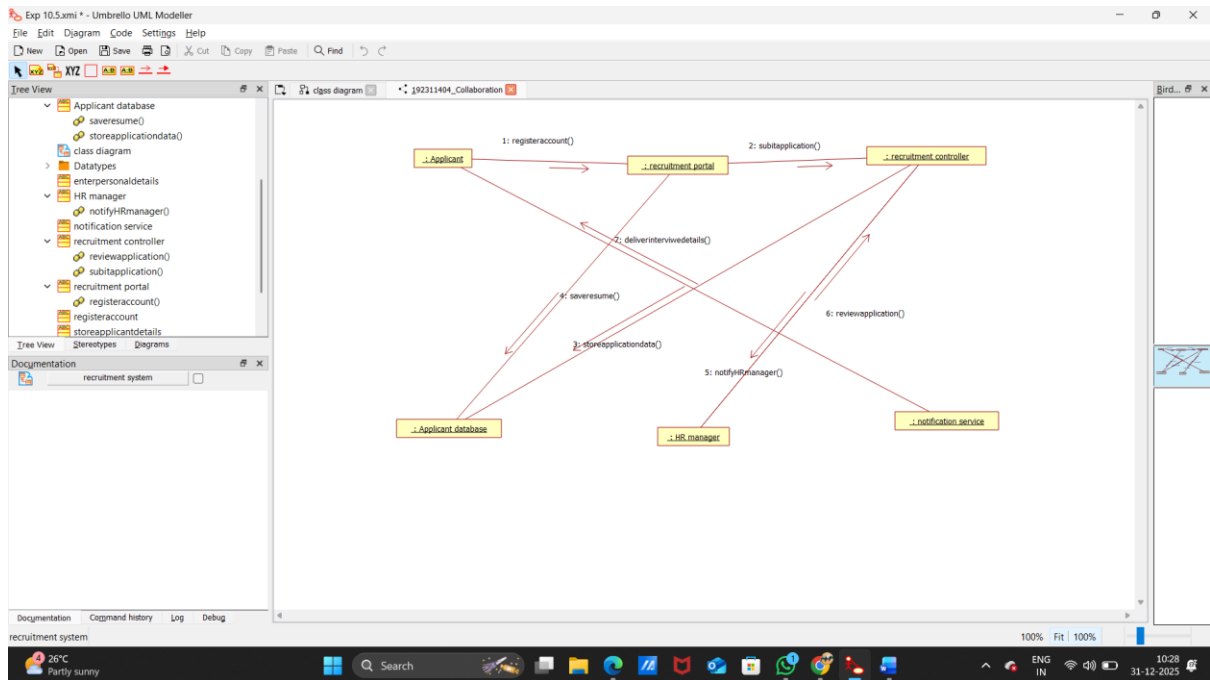 Exp 10.5.xmi * - Umbrello UML Modeller
File Edit Diagram Code Settings Help
New Open Save Cut Copy Paste Find
XYZ XYZ A:B A:B
Tree View
Applicant database
saveresume()
storeapplicationdata()
class diagram
Datatypes
enterpersonaldetails
HR manager
notifyHRmanager()
notification service
recruitment controller
reviewapplication()
subitapplication()
recruitment portal
registeraccount()
registeraccount
storeapplicantdetails
Tree View Stereotypes Diagrams
Documentation
recruitment system
Documentation Command history Log Debug
recruitment system
class diagram 192311404_Collaboration
1: registeraccount()
2: subitapplication()
: Applicant
: recruitment portal
: recruitment controller
7: deliverinterviwedetails()
4: saveresume()
6: reviewapplication()
3: storeapplicationdata()
5: notifyHRmanager()
: Applicant database
: HR manager
: notification service
Bird...
100% Fit 100%
4
26°C
Partly sunny
Search
1
ENG
IN
10:28
31-12-2025